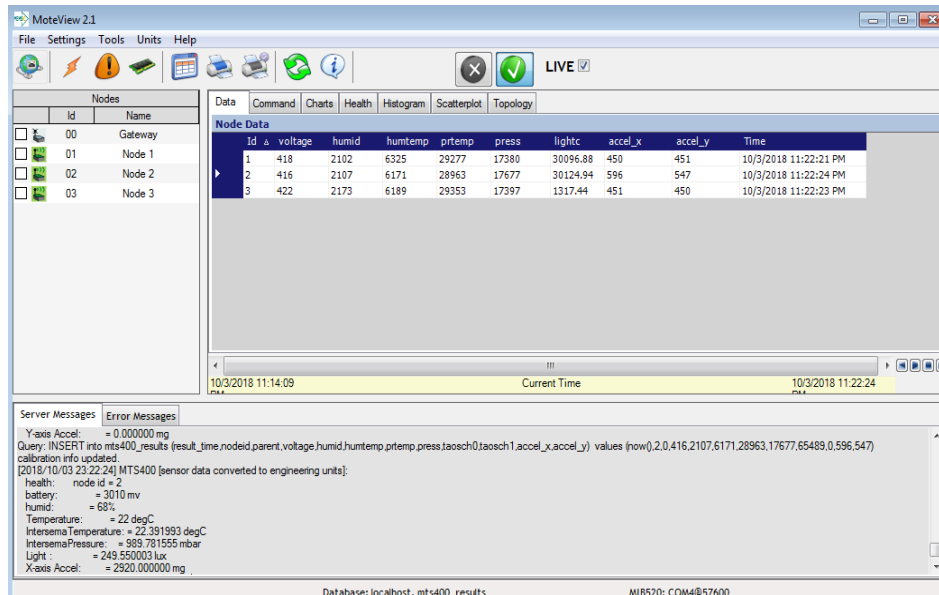 MoteView 2.1
File Settings Tools Units Help
LIVE
Nodes
Id Name
00 Gateway
01 Node 1
02 Node 2
03 Node 3
Data Command Charts Health Histogram Scatterplot Topology
Node Data
Id voltage humid humtemp prtemp press lightc accel_x accel_y Time
1 418 2102 6325 29277 17380 30096.88 450 451 10/3/2018 11:22:21 PM
2 416 2107 6171 28963 17677 30124.94 596 547 10/3/2018 11:22:24 PM
3 422 2173 6189 29353 17397 1317.44 451 450 10/3/2018 11:22:23 PM
10/3/2018 11:14:09 Current Time 10/3/2018 11:22:24
Server Messages Error Messages
Y-axis Accel: = 0.000000 mg
Query: INSERT into mts400_results (result_time,nodeid,parent,voltage,humid,humtemp,prtemp,press,taosch0,taosch1,accel_x,accel_y) values (now(),2,0,416,2107,6171,28963,17677,65489,0,596,547)
calibration info updated.
[2018/10/03 23:22:24] MTS400 [sensor data converted to engineering units]:
health: node id = 2
battery: = 3010 mv
humid: = 68%
Temperature: = 22 degC
IntersemaTemperature: = 22.391993 degC
IntersemaPressure: = 989.781555 mbar
Light : = 249.550003 lux
X-axis Accel: = 2920.000000 mg
Database: localhost, mts400_results MIB520: COM4@57600